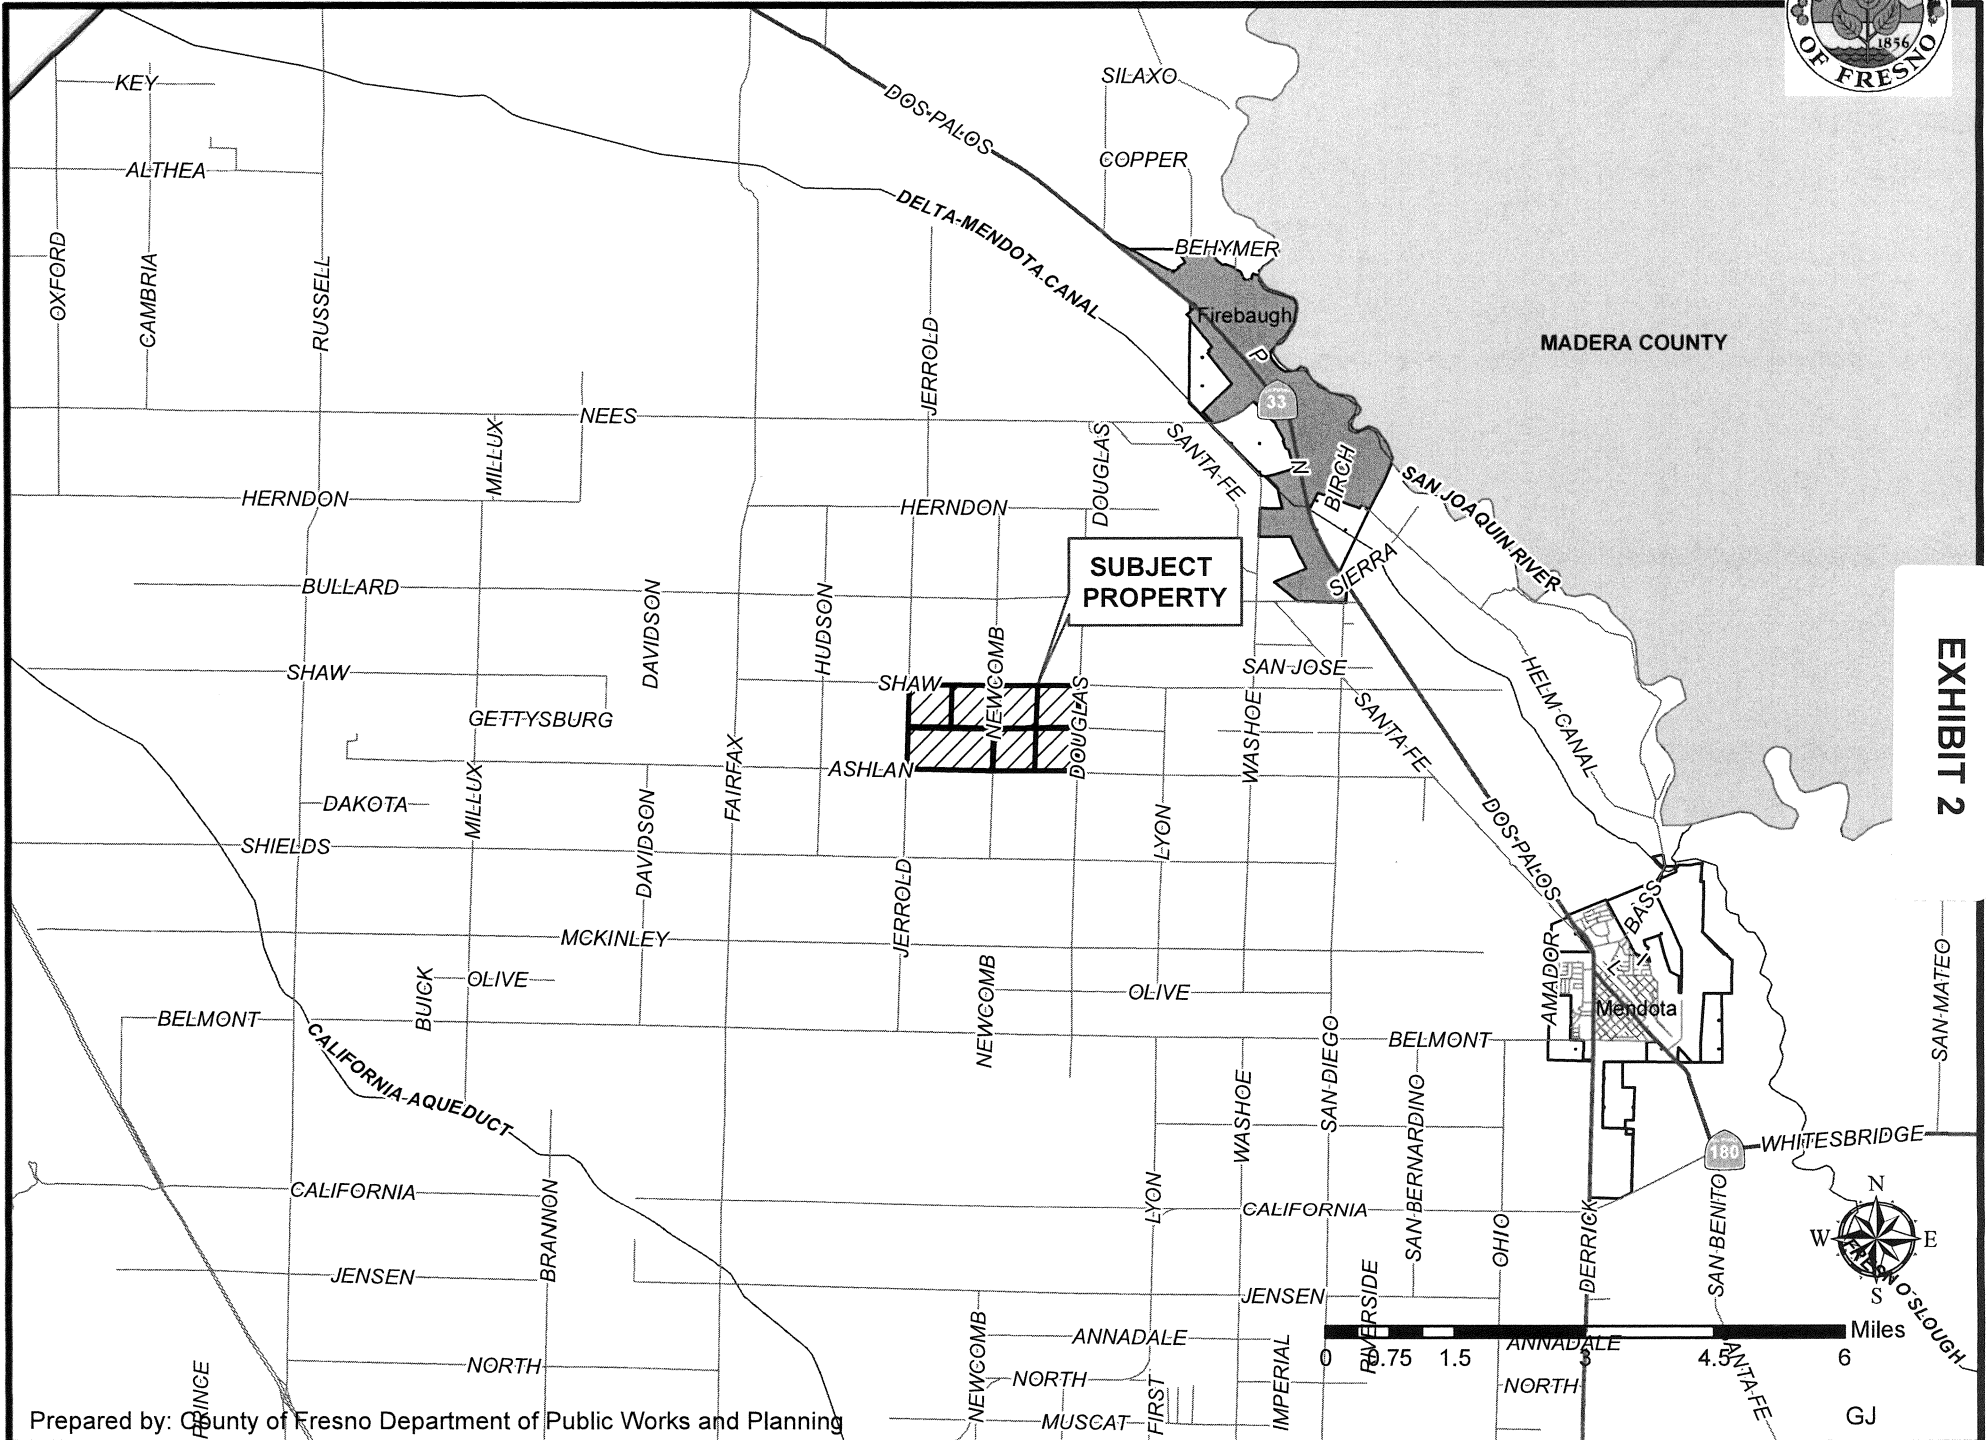 1856
OF FRESNO
KEY
SILAXO
DOS-PALOS
COPPER
ALTHEA
DELTA-MENDOTA CANAL
BEHYMER
OXFORD
CAMBRIA
RUSSELL
Firebaugh
MADERA COUNTY
JERROLD
P
33
NEES
MILLUX
DOUGLAS
SANTA-FE
N
BIRCH
SAN JOAQUIN RIVER
HERNDON
HERNDON
SUBJECT
PROPERTY
SIERRA
BULLARD
DAVIDSON
HUDSON
NEWCOMB
SAN-JOSE
HELM-CANAL
EXHIBIT 2
SHAW
SHAW
DOUGLAS
WASHOE
SANTA-FE
GETTYSBURG
FAIRFAX
ASHLAN
MILLUX
DAKOTA
DAVIDSON
LYON
DOS-PALOS
SHIELDS
JERROLD
BASS
MCKINLEY
AMADOR
L
BUICK
OLIVE
NEWCOMB
OLIVE
Mendota
SAN-MATEO
BELMONT
CALIFORNIA-AQUEDUCT
BELMONT
SAN-DIEGO
WASHOE
SAN-BERNARDINO
WHITESBRIDGE
180
CALIFORNIA
BRANNON
LYON
CALIFORNIA
OHIO
DERRICK
SAN-BENITO
N
W
E
S
FRESNO-SLOUGH
JENSEN
JENSEN
RIVERSIDE
NEWCOMB
ANNADALE
IMPERIAL
ANNADALE
Miles
0 0.75 1.5 3 4.5 6
NORTH
NORTH
FIRST
NORTH
ANTA-FE
PRINCE
MUSCAT
Prepared by: County of Fresno Department of Public Works and Planning
GJ